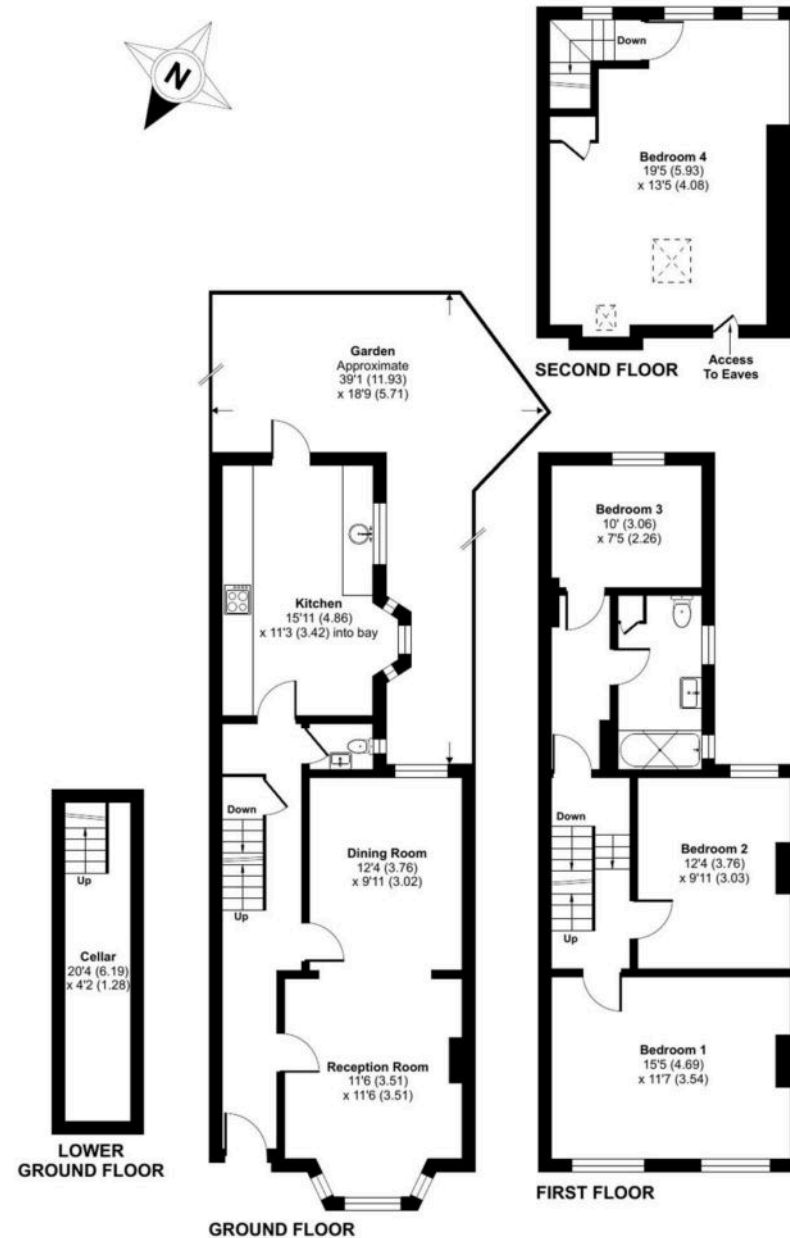 N
Down
Bedroom 4
19'5 (5.93)
x 13'5 (4.08)
SECOND FLOOR
Access
To Eaves
Garden
Approximate
39'1 (11.93)
x 18'9 (5.71)
Kitchen
15'11 (4.86)
x 11'3 (3.42) into bay
Down
Up
Dining Room
12'4 (3.76)
x 9'11 (3.02)
Reception Room
11'6 (3.51)
x 11'6 (3.51)
GROUND FLOOR
Up
Cellar
20'4 (6.19)
x 4'2 (1.28)
LOWER
GROUND FLOOR
Bedroom 3
10' (3.06)
x 7'5 (2.26)
Down
Up
Bedroom 2
12'4 (3.76)
x 9'11 (3.03)
Bedroom 1
15'5 (4.69)
x 11'7 (3.54)
FIRST FLOOR